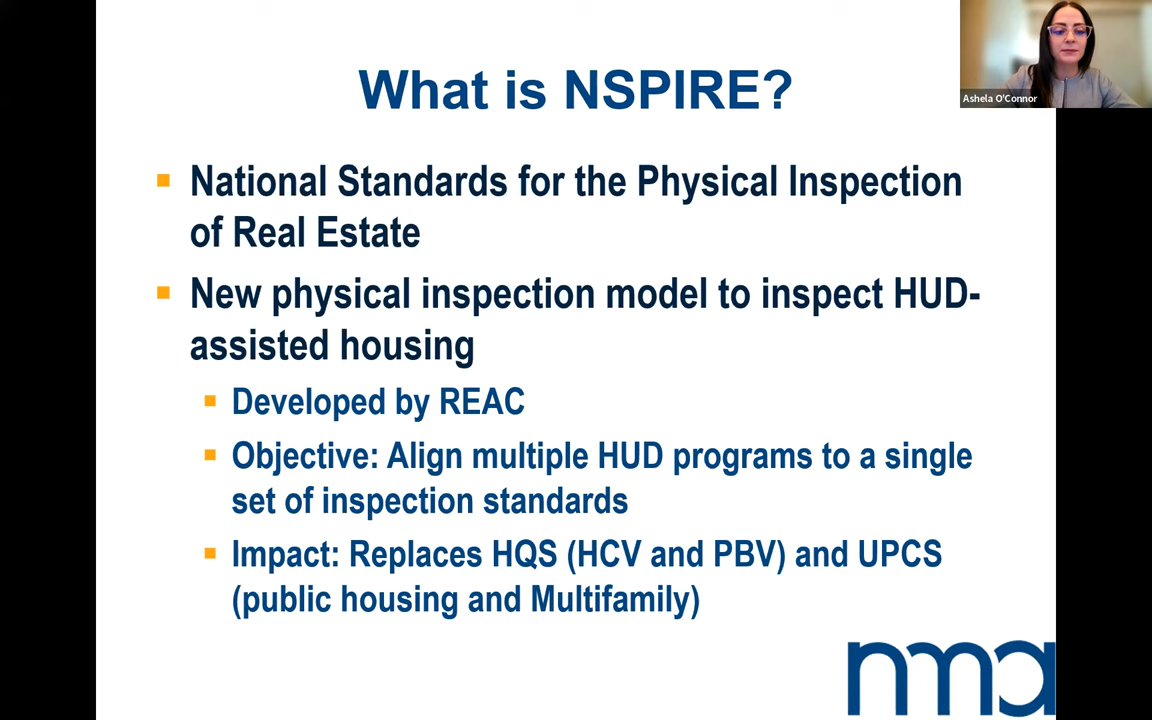 What is NSPIRE?
Ashela O'Connor
National Standards for the Physical Inspection
of Real Estate
New physical inspection model to inspect HUD-
assisted housing
Developed by REAC
Objective: Align multiple HUD programs to a single
set of inspection standards
Impact: Replaces HQS (HCV and PBV) and UPCS
(public housing and Multifamily)
nma